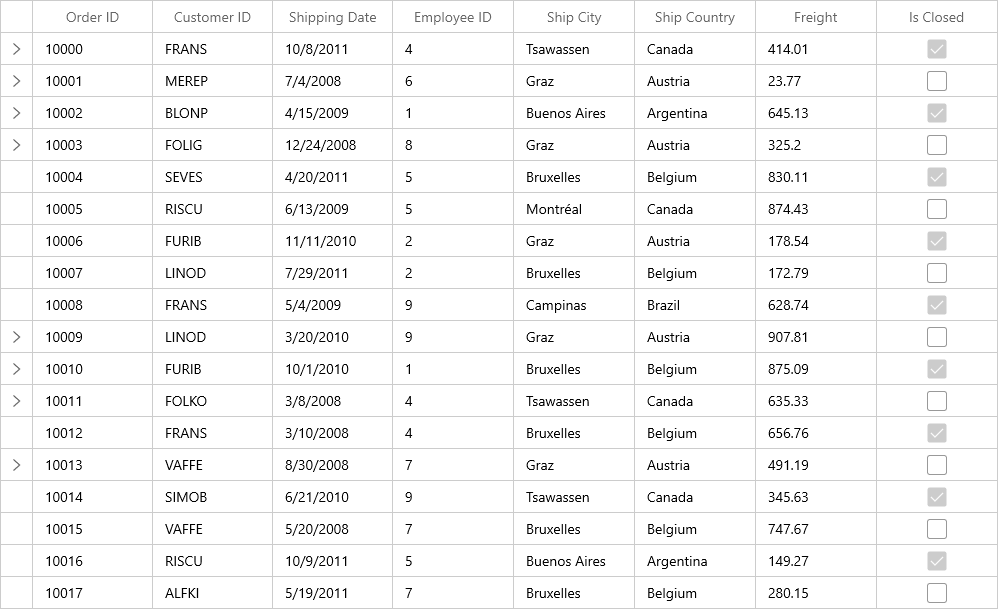 Order ID Customer ID Shipping Date Employee ID Ship City Ship Country Freight Is Closed
10000 FRANS 10/8/2011 4 Tsawassen Canada 414.01
10001 MEREP 7/4/2008 6 Graz Austria 23.77
10002 BLONP 4/15/2009 1 Buenos Aires Argentina 645.13
10003 FOLIG 12/24/2008 8 Graz Austria 325.2
10004 SEVES 4/20/2011 5 Bruxelles Belgium 830.11
10005 RISCU 6/13/2009 5 Montréal Canada 874.43
10006 FURIB 11/11/2010 2 Graz Austria 178.54
10007 LINOD 7/29/2011 2 Bruxelles Belgium 172.79
10008 FRANS 5/4/2009 9 Campinas Brazil 628.74
10009 LINOD 3/20/2010 9 Graz Austria 907.81
10010 FURIB 10/1/2010 1 Bruxelles Belgium 875.09
10011 FOLKO 3/8/2008 4 Tsawassen Canada 635.33
10012 FRANS 3/10/2008 4 Bruxelles Belgium 656.76
10013 VAFFE 8/30/2008 7 Graz Austria 491.19
10014 SIMOB 6/21/2010 9 Tsawassen Canada 345.63
10015 VAFFE 5/20/2008 7 Bruxelles Belgium 747.67
10016 RISCU 10/9/2011 5 Buenos Aires Argentina 149.27
10017 ALFKI 5/19/2011 7 Bruxelles Belgium 280.15